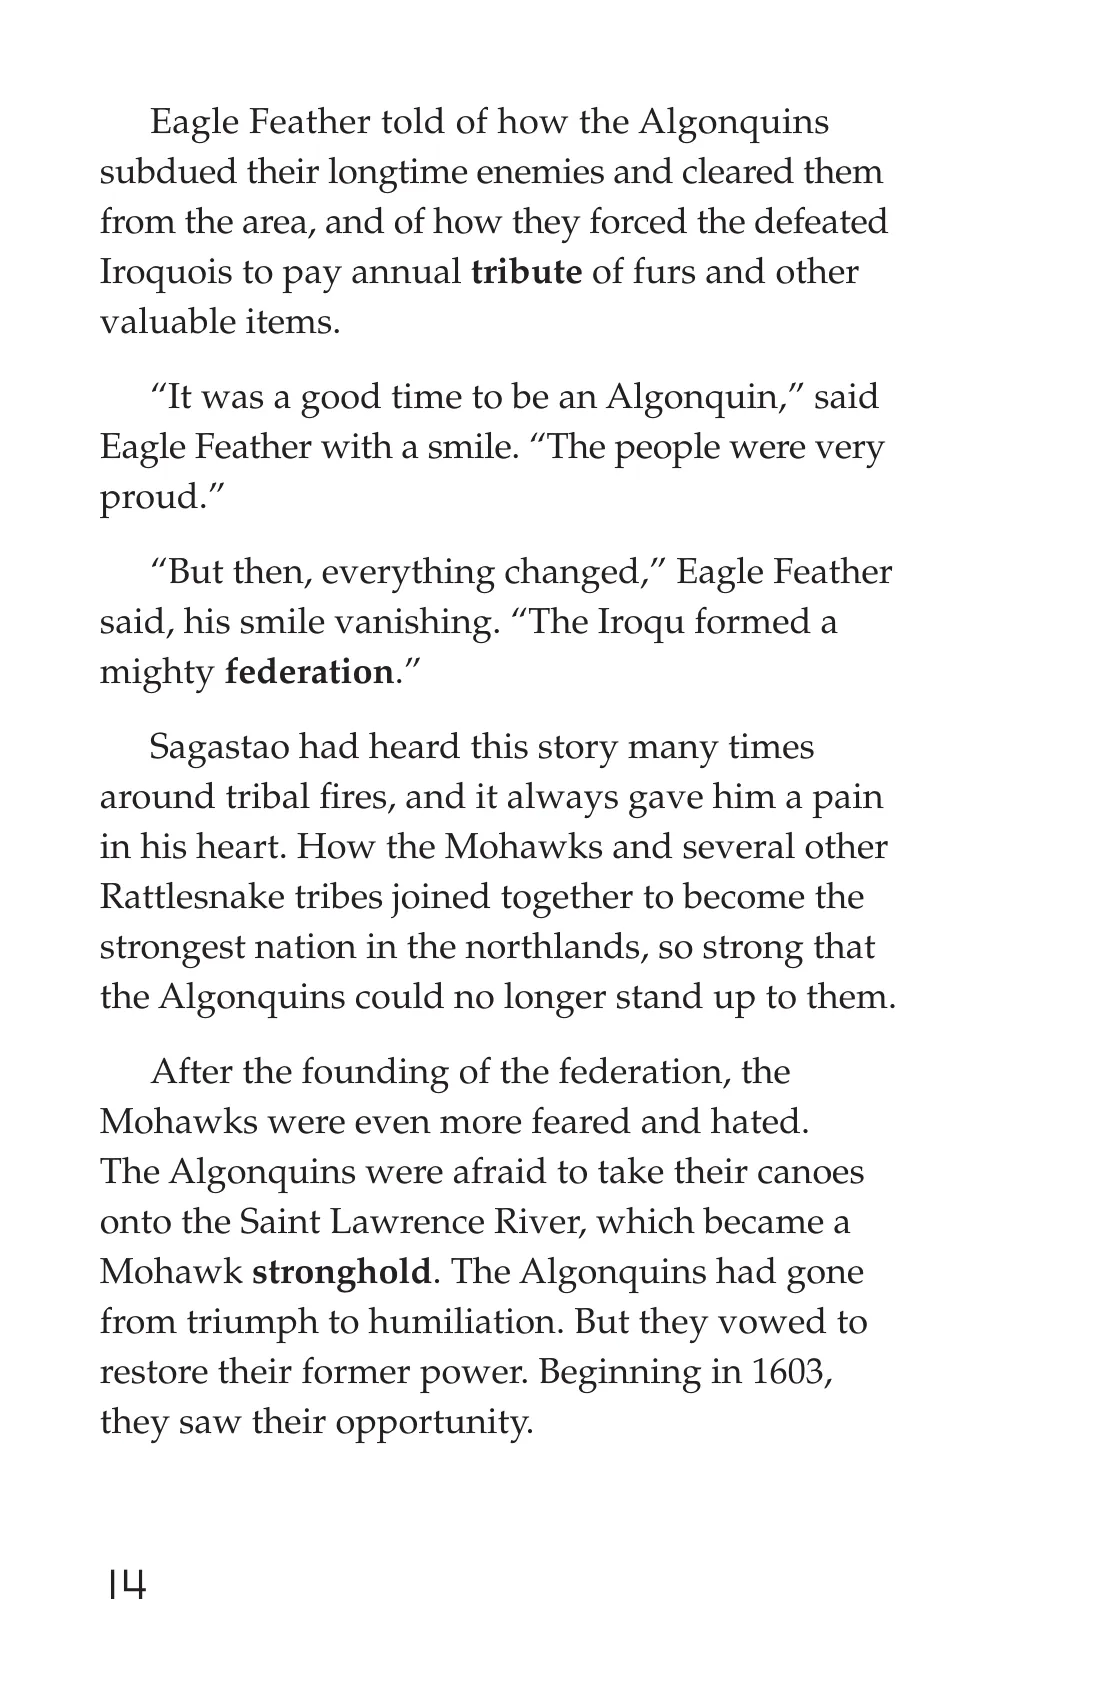 Eagle Feather told of how the Algonquins
subdued their longtime enemies and cleared them
from the area, and of how they forced the defeated
Iroquois to pay annual tribute of furs and other
valuable items.
“It was a good time to be an Algonquin,” said
Eagle Feather with a smile. “The people were very
proud.”
“But then, everything changed,” Eagle Feather
said, his smile vanishing. “The Iroqu formed a
mighty federation.”
Sagastao had heard this story many times
around tribal fires, and it always gave him a pain
in his heart. How the Mohawks and several other
Rattlesnake tribes joined together to become the
strongest nation in the northlands, so strong that
the Algonquins could no longer stand up to them.
After the founding of the federation, the
Mohawks were even more feared and hated.
The Algonquins were afraid to take their canoes
onto the Saint Lawrence River, which became a
Mohawk stronghold. The Algonquins had gone
from triumph to humiliation. But they vowed to
restore their former power. Beginning in 1603,
they saw their opportunity.
14